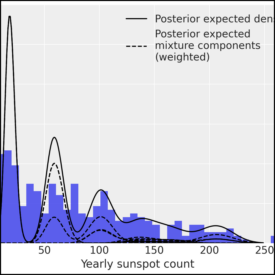 Posterior expected den
Posterior expected
mixture components
(weighted)
50
100
150
200
250
Yearly sunspot count